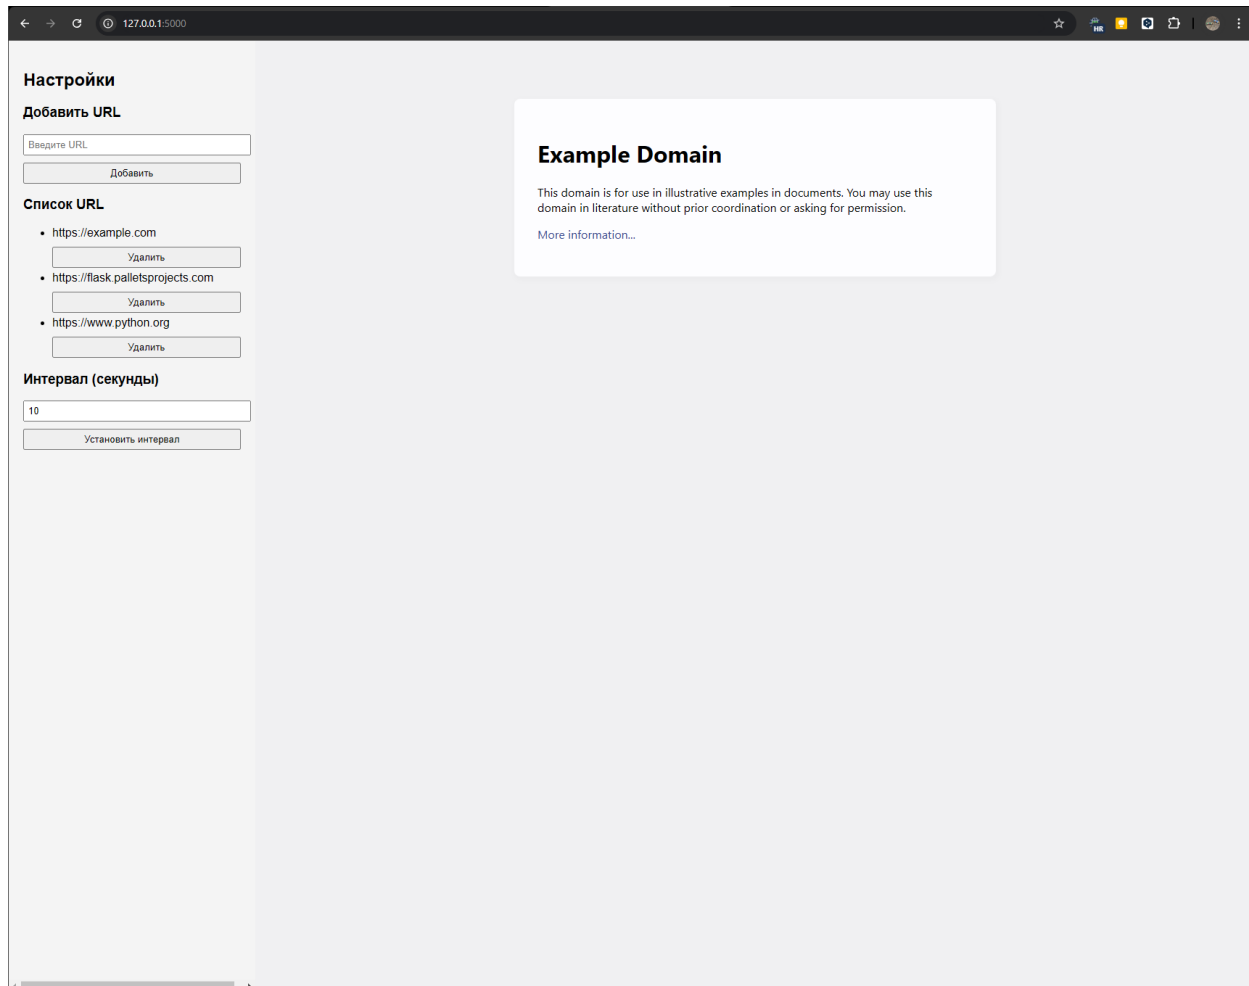 127.0.0.1:5000
HR
Настройки
Добавить URL
Введите URL
Добавить
Список URL
https://example.com
Удалить
https://flask.palletsprojects.com
Удалить
https://www.python.org
Удалить
Интервал (секунды)
10
Установить интервал
Example Domain
This domain is for use in illustrative examples in documents. You may use this
domain in literature without prior coordination or asking for permission.
More information...